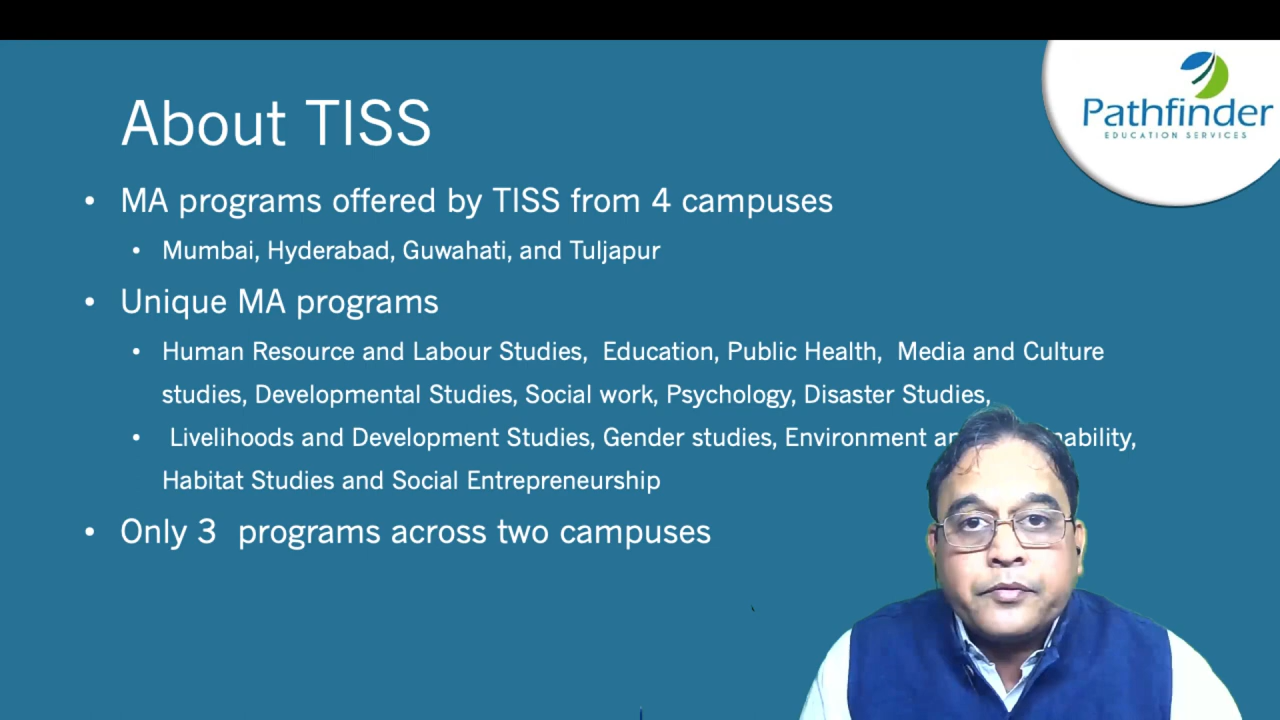 Pathfinder
EDUCATION SERVICES
About TISS
• MA programs offered by TISS from 4 campuses
• Mumbai, Hyderabad, Guwahati, and Tuljapur
• Unique MA programs
• Human Resource and Labour Studies, Education, Public Health, Media and Culture
studies, Developmental Studies, Social work, Psychology, Disaster Studies,
• Livelihoods and Development Studies, Gender studies, Environment
Habitat Studies and Social Entrepreneurship
• Only 3 programs across two campuses